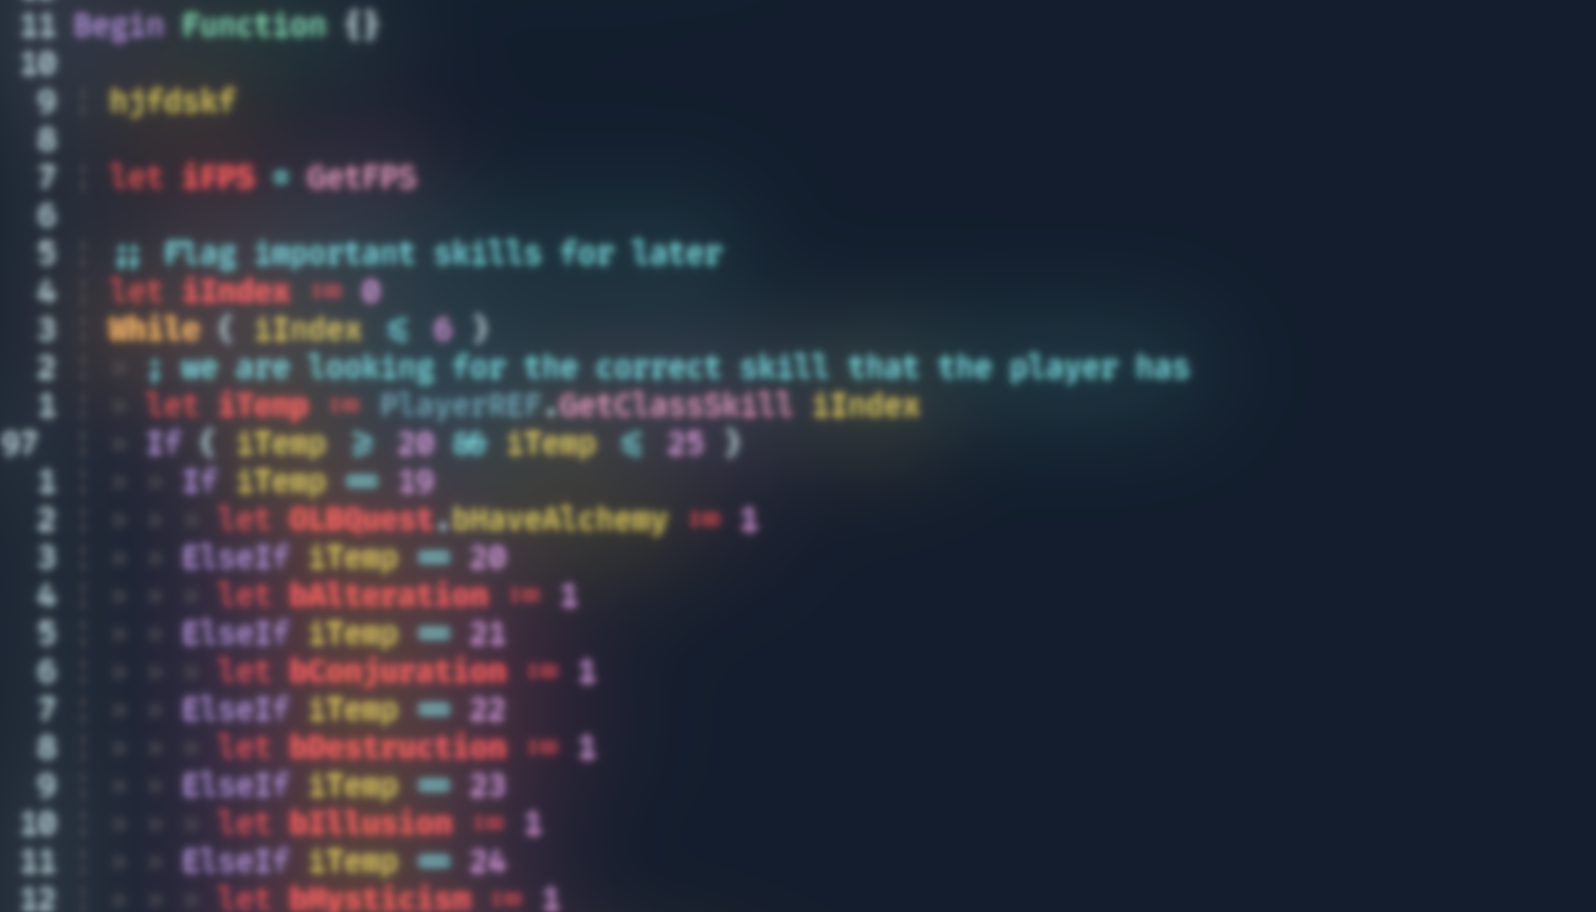 11 Begin Function {}
10
9 hjfdskf
8
7 let iFPS = GetFPS
6
5 ;; Flag important skills for later
4 let iIndex := 0
3 While ( iIndex <= 6 )
2 ; we are looking for the correct skill that the player has
1 let iTemp := PlayerREF.GetClassSkill iIndex
97 If ( iTemp >= 20 && iTemp <= 25 )
1 If iTemp == 19
2 let OLBQuest.bHaveAlchemy := 1
3 ElseIf iTemp == 20
4 let bAlteration := 1
5 ElseIf iTemp == 21
6 let bConjuration := 1
7 ElseIf iTemp == 22
8 let bDestruction := 1
9 ElseIf iTemp == 23
10 let bIllusion := 1
11 ElseIf iTemp == 24
12 let bMysticism := 1